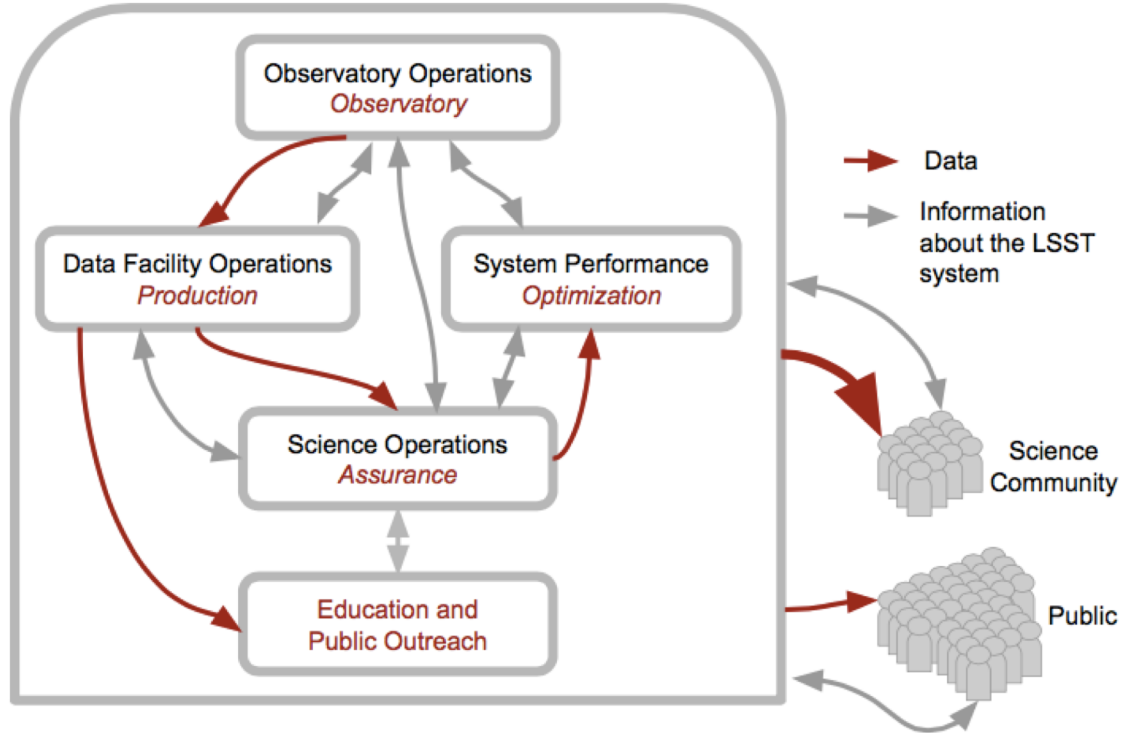 Observatory Operations
Observatory
Data Facility Operations
Production
System Performance
Optimization
Science Operations
Assurance
Education and
Public Outreach
Data
Information
about the LSST
system
Science
Community
Public